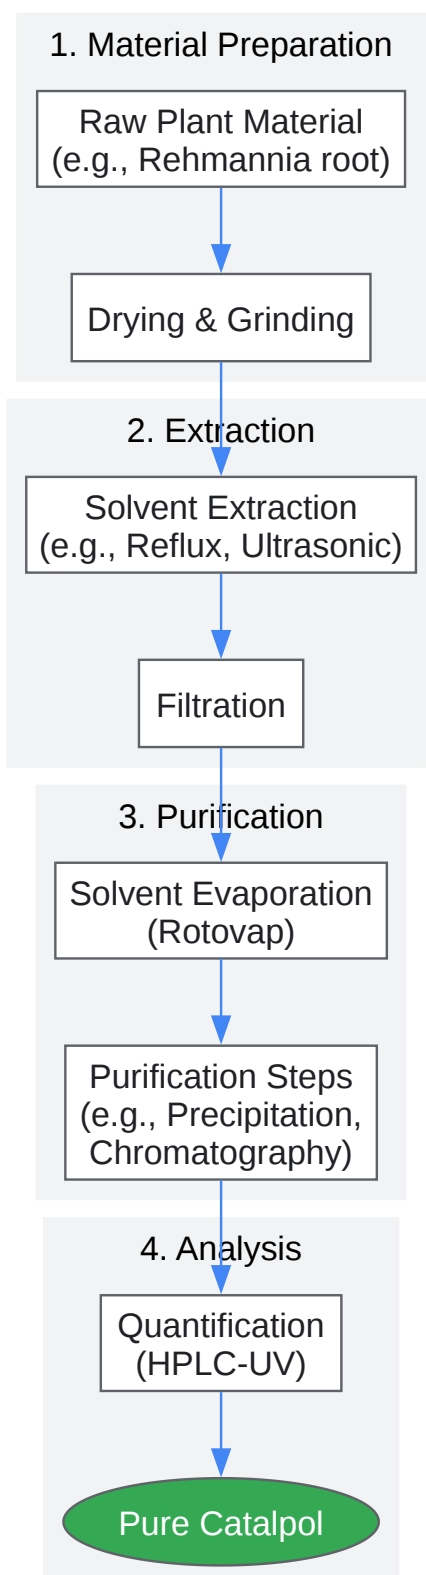 1. Material Preparation
Raw Plant Material
(e.g., Rehmannia root)
Drying & Grinding
2. Extraction
Solvent Extraction
(e.g., Reflux, Ultrasonic)
Filtration
3. Purification
Solvent Evaporation
(Rotovap)
Purification Steps
(e.g., Precipitation,
Chromatography)
4. Analysis
Quantification
(HPLC-UV)
Pure Catalpol